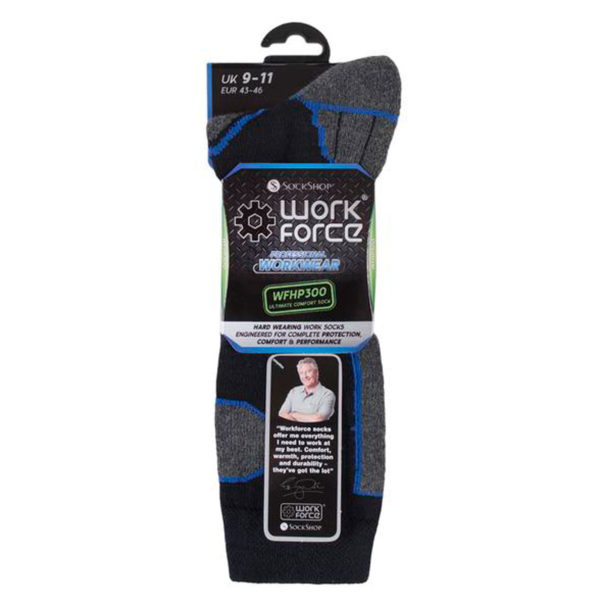 UK 9-11
EUR 43-46
S SOCKSHOP
WORK
FORCE®
PROFESSIONAL
WORKWEAR
WFHP300
ULTIMATE COMFORT SOCK
HARD WEARING WORK SOCKS
ENGINEERED FOR COMPLETE PROTECTION,
COMFORT & PERFORMANCE
"Workforce socks
offer me everything
I need to work at
my best. Comfort,
warmth, protection
and durability –
they've got the lot"
WORK
FORCE
S SOCKSHOP